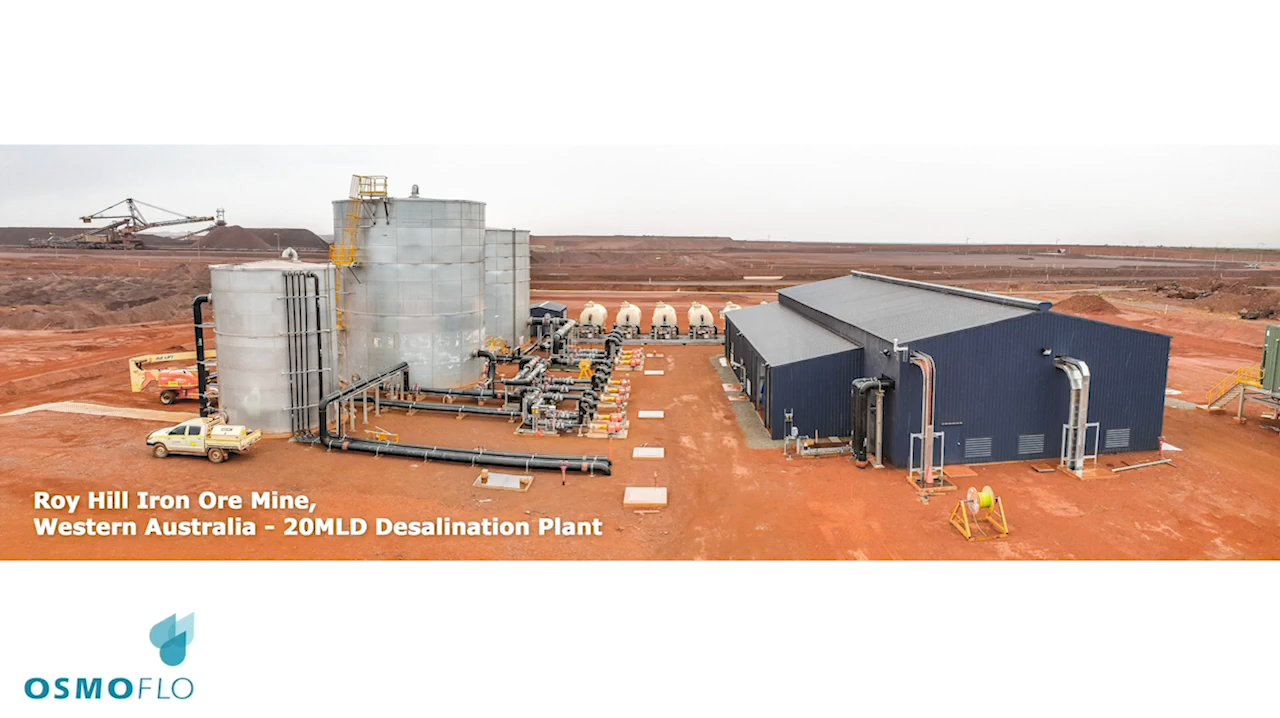 Roy Hill Iron Ore Mine,
Western Australia - 20MLD Desalination Plant
OSMOFLO